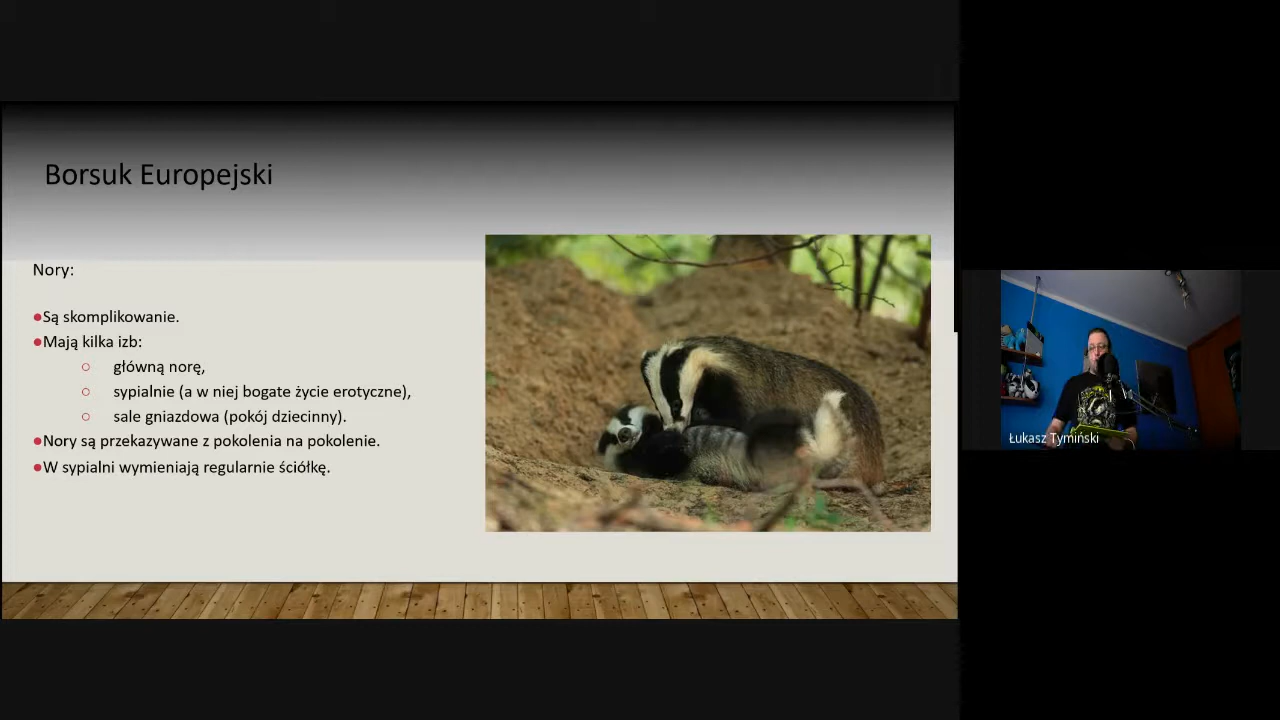 Borsuk Europejski
Nory:
●Są skomplikowanie.
●Mają kilka izb:
○ główną norę,
○ sypialnie (a w niej bogate życie erotyczne),
○ sale gniazdowa (pokój dziecinny).
●Nory są przekazywane z pokolenia na pokolenie.
●W sypialni wymieniają regularnie ściółkę.
Łukasz Tymiński